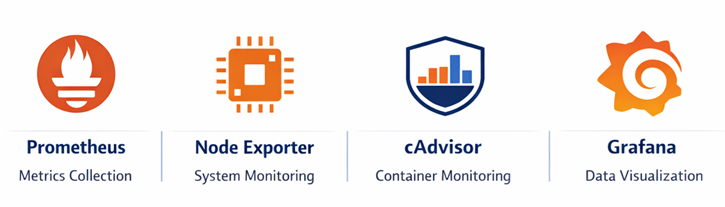 Prometheus
Metrics Collection
Node Exporter
System Monitoring
cAdvisor
Container Monitoring
Grafana
Data Visualization